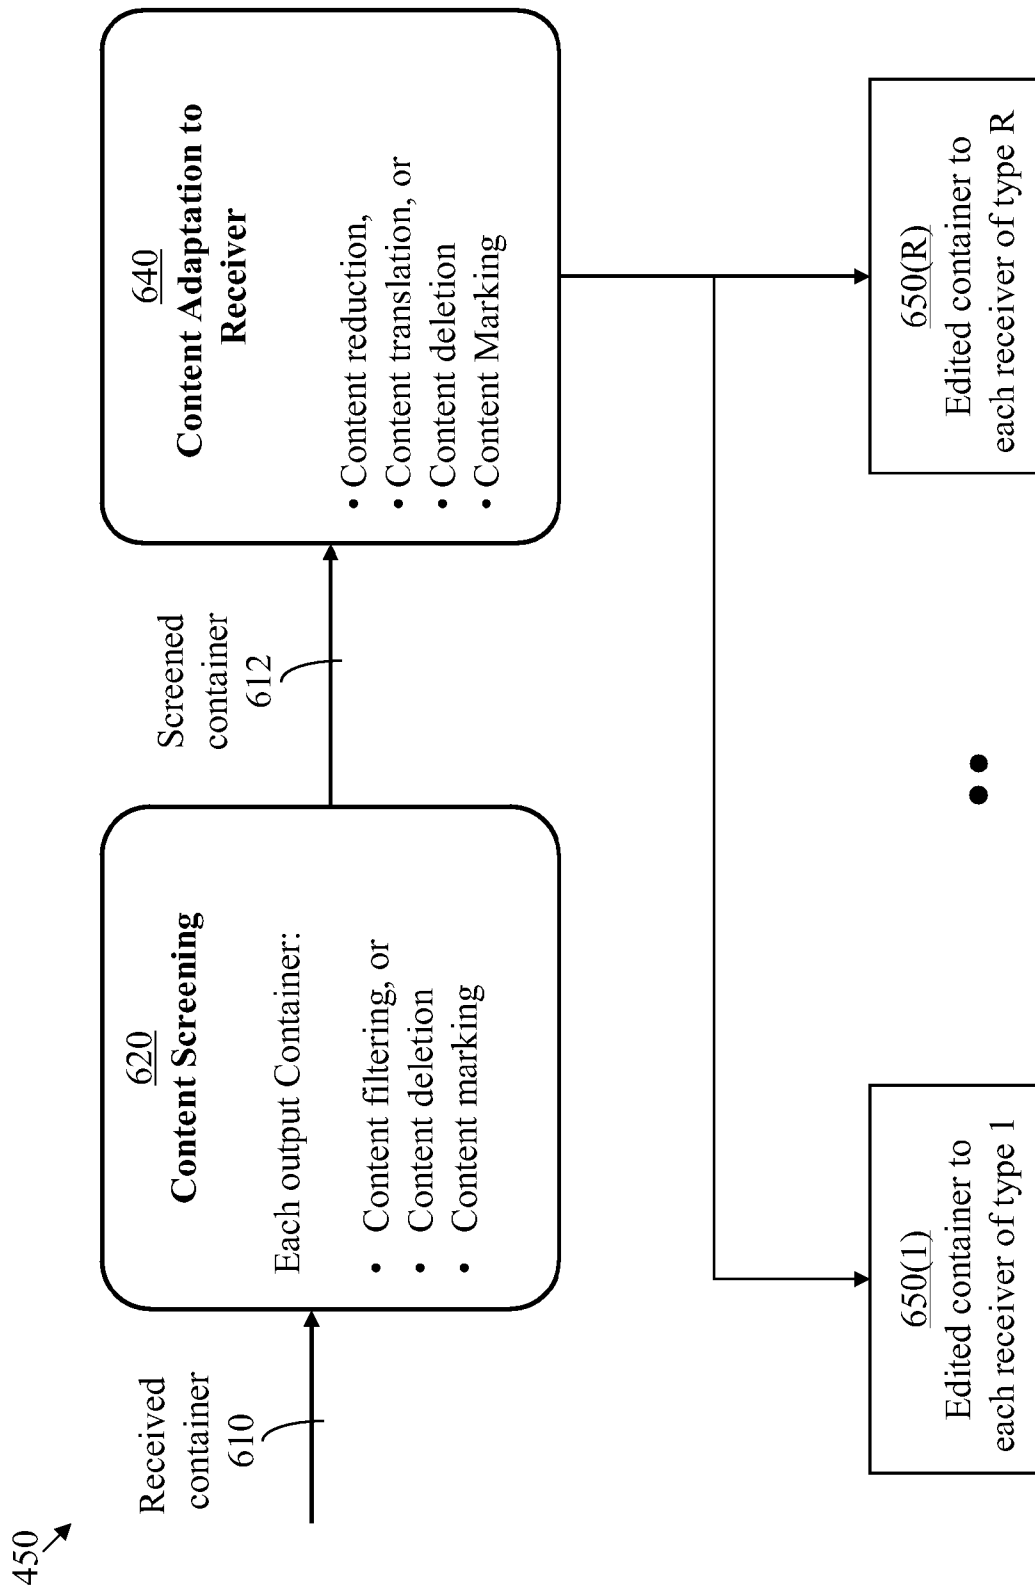 450
Received
container
610
620
Content Screening
Each output Container:
• Content filtering, or
• Content deletion
• Content marking
Screened
container
612
640
Content Adaptation to
Receiver
• Content reduction,
• Content translation, or
• Content deletion
• Content Marking
650(1)
Edited container to
each receiver of type 1
650(R)
Edited container to
each receiver of type R